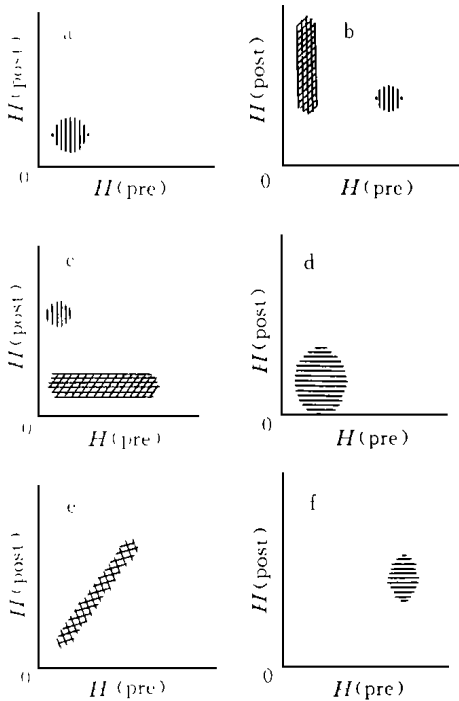 a
H(post)
0
H(pre)
b
H(post)
0
H(pre)
c
H(post)
0
H(pre)
d
H(post)
0
H(pre)
e
H(post)
0
H(pre)
f
H(post)
0
H(pre)